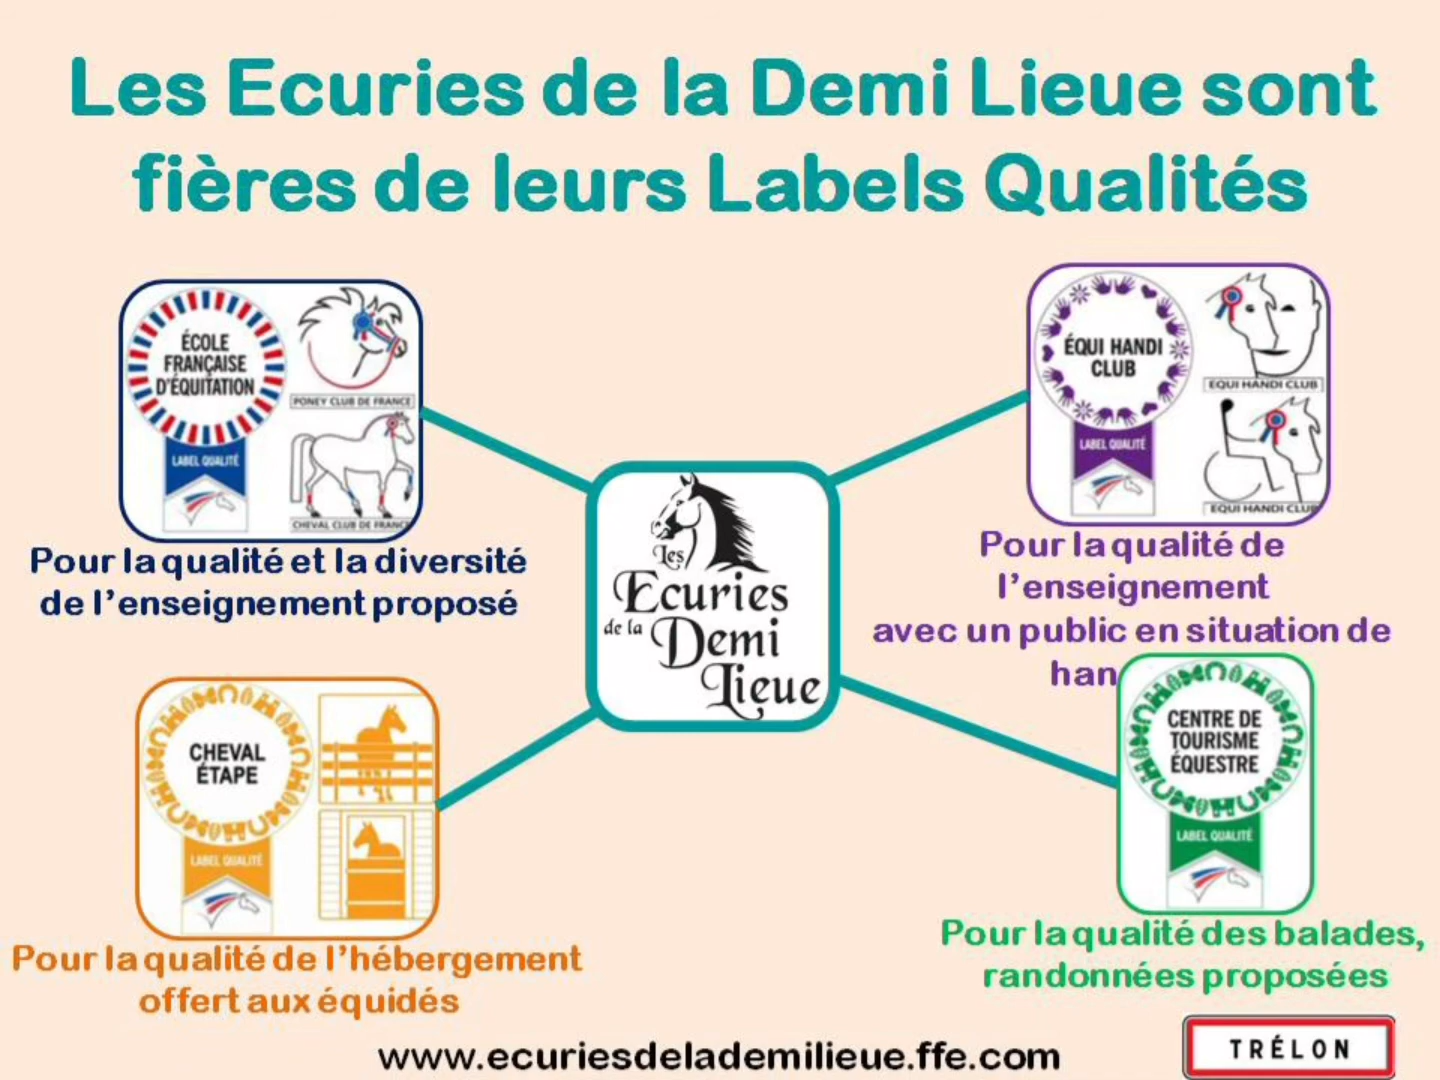 Les Ecuries de la Demi Lieue sont
fières de leurs Labels Qualités
ÉCOLE
FRANÇAISE
D'ÉQUITATION
LABEL QUALITÉ
PONEY CLUB DE FRANCE
CHEVAL CLUB DE FRANCE
Pour la qualité et la diversité
de l'enseignement proposé
ÉQUI HANDI
CLUB
LABEL QUALITÉ
EQUI HANDI CLUB
EQUI HANDI CLUB
Pour la qualité de
l'enseignement
avec un public en situation de
han
Les
Ecuries
de la Demi
Lieue
CHEVAL
ÉTAPE
LABEL QUALITÉ
Pour la qualité de l'hébergement
offert aux équidés
CENTRE DE
TOURISME
ÉQUESTRE
LABEL QUALITÉ
Pour la qualité des balades,
randonnées proposées
www.ecuriesdelademilieue.ffe.com
TRÉLON